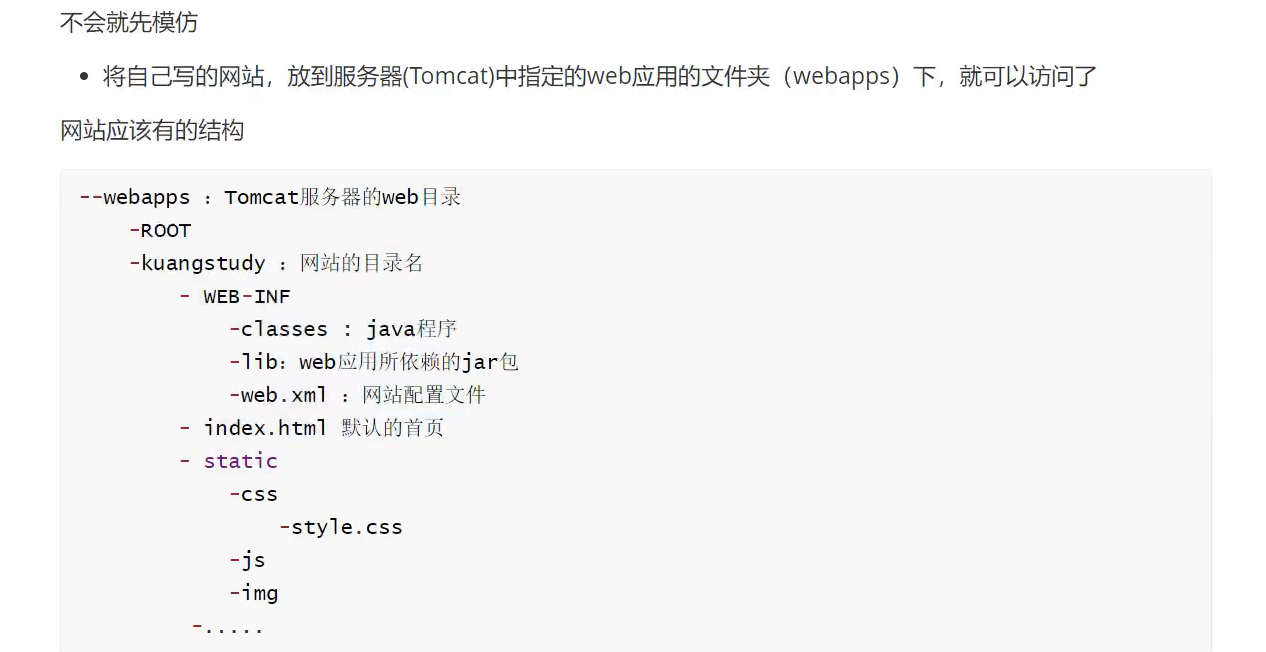 不会就先模仿
• 将自己写的网站，放到服务器(Tomcat)中指定的web应用的文件夹（webapps）下，就可以访问了
网站应该有的结构
--webapps ：Tomcat服务器的web目录
    -ROOT
    -kuangstudy ：网站的目录名
        - WEB-INF
            -classes : java程序
            -lib：web应用所依赖的jar包
            -web.xml ：网站配置文件
        - index.html 默认的首页
        - static
            -css
                -style.css
            -js
            -img
         -.....